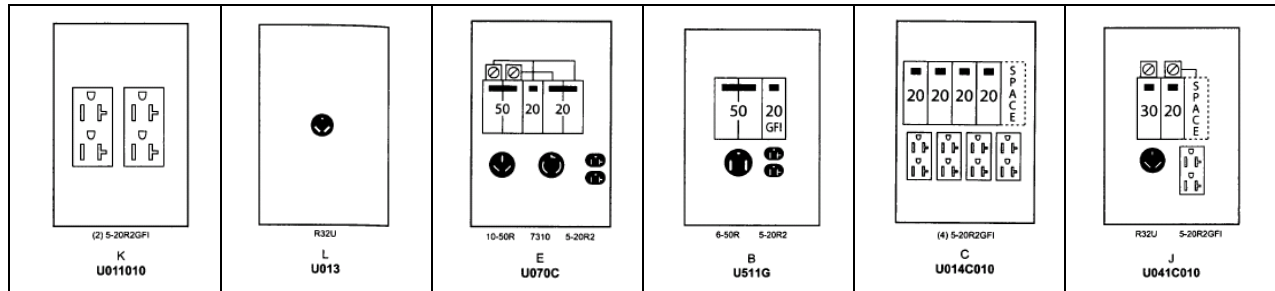 (2) 5-20R2GFI
K
U011010
R32U
L
U013
50 20 20
10-50R 7310 5-20R2
E
U070C
50 20
GFI
6-50R 5-20R2
B
U511G
20 20 20 20 SPACE
(4) 5-20R2GFI
C
U014C010
30 20 SPACE
R32U 5-20R2GFI
J
U041C010